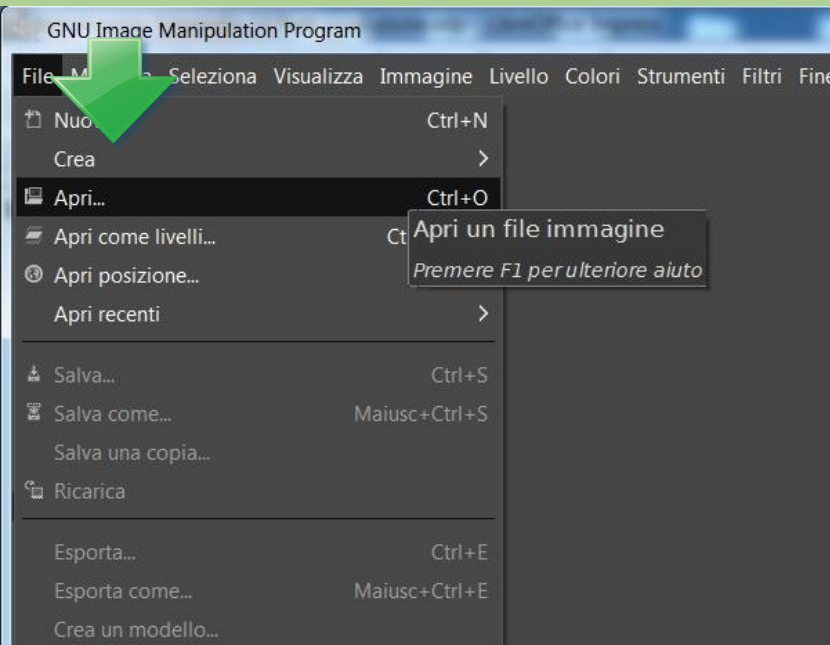 GNU Image Manipulation Program
File Seleziona Visualizza Immagine Livello Colori Strumenti Filtri
Ctrl+N
Crea >
Apri... Ctrl+O
Apri un file immagine
Apri come livelli...
Premere F1 per ulteriore aiuto
Apri posizione...
Apri recenti >
Salva... Ctrl+S
Salva come... Maiusc+Ctrl+S
Salva una copia...
Ricarica
Esporta... Ctrl+E
Esporta come... Maiusc+Ctrl+E
Crea un modello...